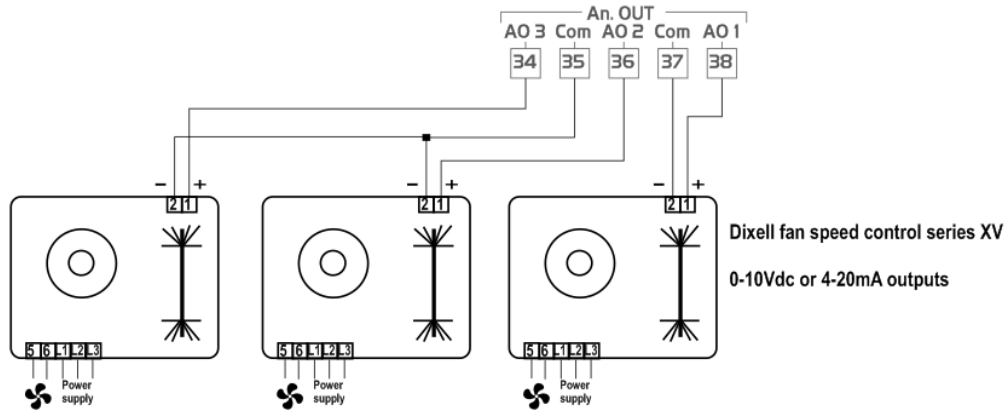 An. OUT
AO 3 Com AO 2 Com AO 1
34 35 36 37 38
− + − + − +
2 1 2 1 2 1
Dixell fan speed control series XV
0-10Vdc or 4-20mA outputs
5 6 L1 L2 L3 5 6 L1 L2 L3 5 6 L1 L2 L3
Power Power Power
supply supply supply